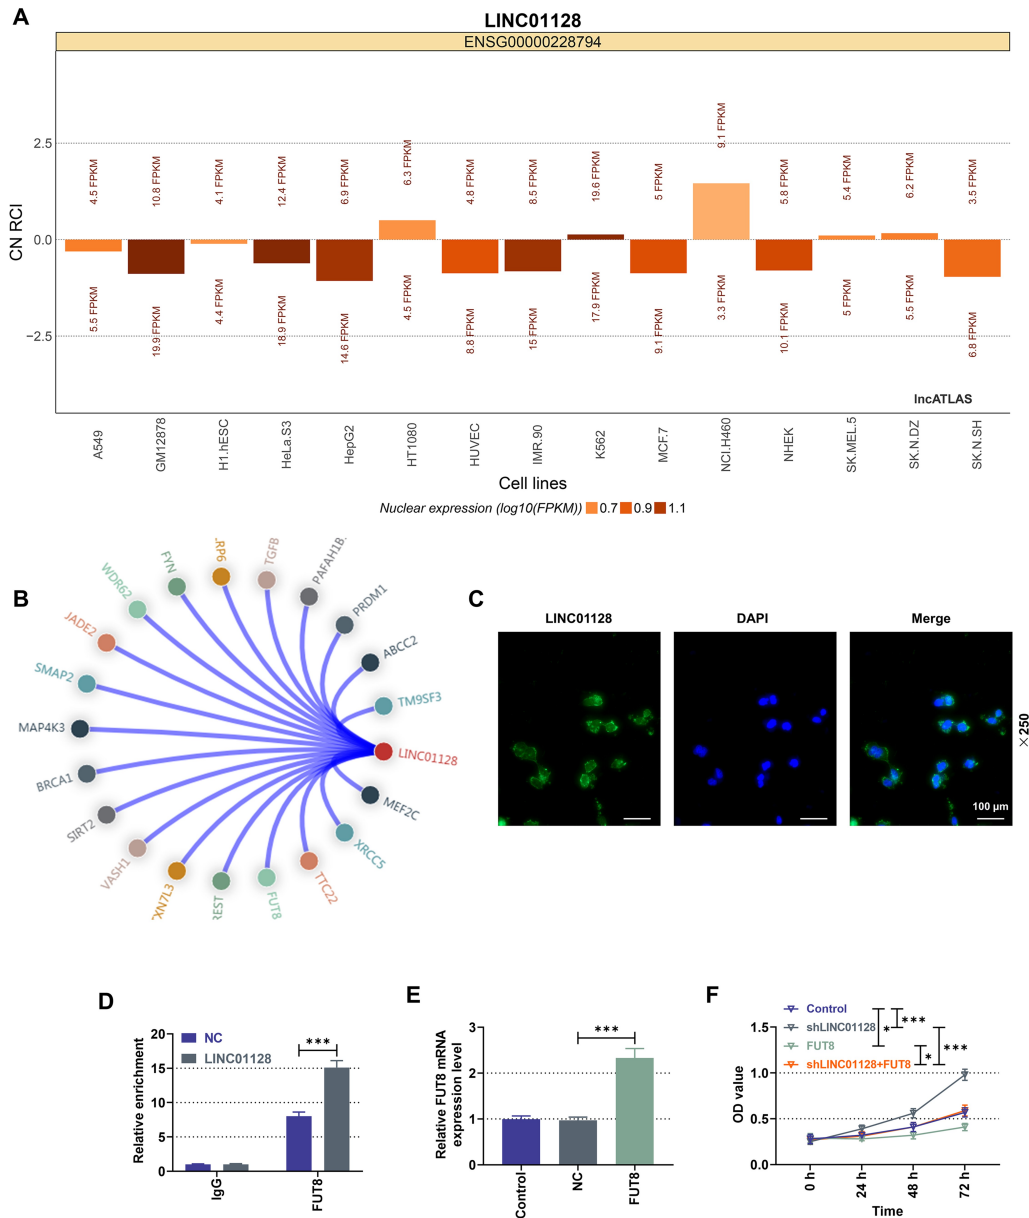 A
LINC01128
ENSG00000228794
CN RCI
2.5
0.0
−2.5
4.5 FPKM
10.8 FPKM
4.1 FPKM
12.4 FPKM
6.9 FPKM
6.3 FPKM
4.8 FPKM
8.5 FPKM
19.6 FPKM
5 FPKM
9.1 FPKM
5.8 FPKM
5.4 FPKM
6.2 FPKM
3.5 FPKM
5.5 FPKM
19.9 FPKM
4.4 FPKM
18.9 FPKM
14.6 FPKM
4.5 FPKM
8.8 FPKM
15 FPKM
17.9 FPKM
9.1 FPKM
3.3 FPKM
10.1 FPKM
5 FPKM
5.5 FPKM
6.8 FPKM
lncATLAS
A549
GM12878
H1.hESC
HeLa.S3
HepG2
HT1080
HUVEC
IMR.90
K562
MCF.7
NCI.H460
NHEK
SK.MEL.5
SK.N.DZ
SK.N.SH
Cell lines
Nuclear expression (log10(FPKM)) 0.7 0.9 1.1
B
RP6
TGFB
PAFAH1B
PRDM1
ABCC2
TM9SF3
LINC01128
MEF2C
XRCC5
TTC22
FUT8
REST
XN7L3
VASH1
SIRT2
BRCA1
MAP4K3
SMAP2
JADE2
WDR62
FYN
C
LINC01128
DAPI
Merge
×250
100 μm
D
Relative enrichment
20
15
10
5
0
NC
LINC01128
***
IgG
FUT8
E
Relative FUT8 mRNA
expression level
3
2
1
0
***
Control
NC
FUT8
F
Control
shLINC01128
FUT8
shLINC01128+FUT8
*
***
*
***
OD value
1.5
1.0
0.5
0.0
0 h
24 h
48 h
72 h
Time